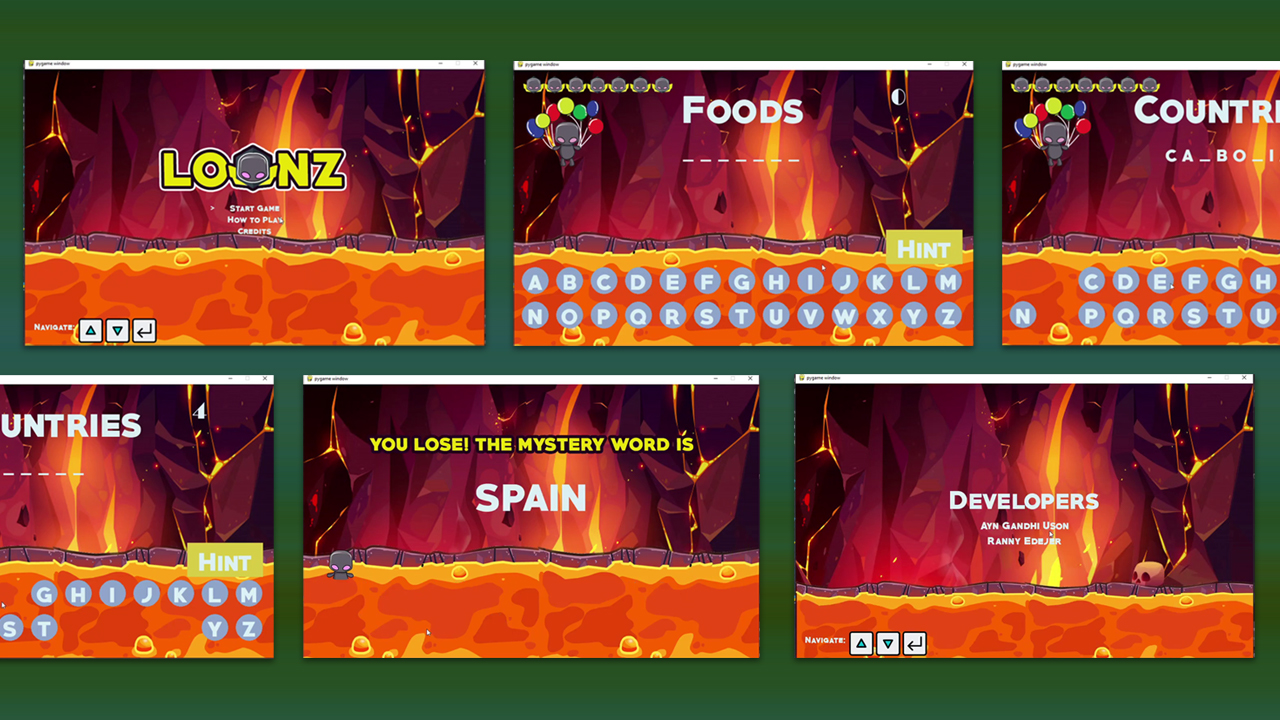 pygame window
LOONZ
> START GAME
HOW TO PLAY
CREDITS
NAVIGATE:
pygame window
FOODS
_ _ _ _ _ _ _
HINT
A B C D E F G H I J K L M
N O P Q R S T U V W X Y Z
pygame window
COUNTRI
CA_BO_I
C D E F G H
N P Q R S T U
UNTRIES
4
_ _ _ _ _ _
HINT
G H I J K L M
S T Y Z
pygame window
YOU LOSE! THE MYSTERY WORD IS
SPAIN
pygame window
DEVELOPERS
AYN GANDHI USON
RANNY EDEJER
NAVIGATE: